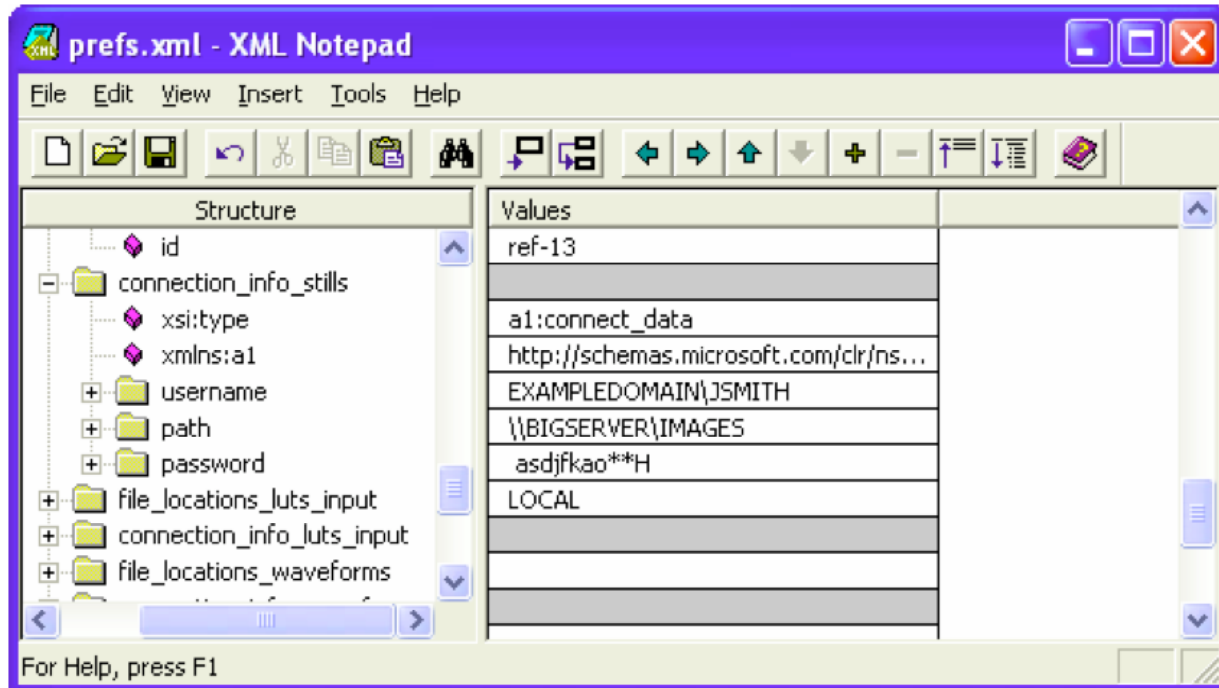 prefs.xml - XML Notepad
File Edit View Insert Tools Help
Structure Values
id ref-13
connection_info_stills
xsi:type a1:connect_data
xmlns:a1 http://schemas.microsoft.com/clr/ns...
username EXAMPLEDOMAIN\JSMITH
path \\BIGSERVER\IMAGES
password asdjfkao**H
file_locations_luts_input LOCAL
connection_info_luts_input
file_locations_waveforms
For Help, press F1